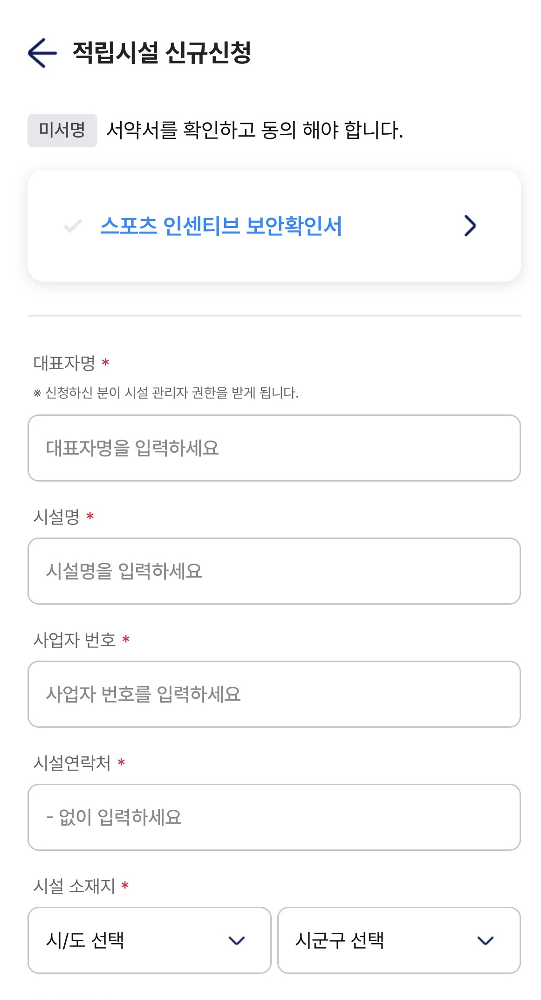 적립시설 신규신청
미서명 서약서를 확인하고 동의 해야 합니다.
스포츠 인센티브 보안확인서
대표자명 *
※ 신청하신 분이 시설 관리자 권한을 받게 됩니다.
대표자명을 입력하세요
시설명 *
시설명을 입력하세요
사업자 번호 *
사업자 번호를 입력하세요
시설연락처 *
- 없이 입력하세요
시설 소재지 *
시/도 선택 시군구 선택